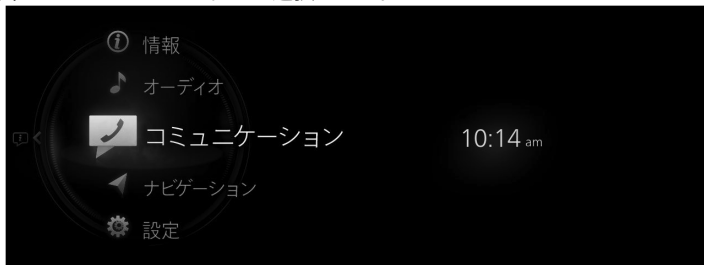 情報
オーディオ
コミュニケーション
10:14 am
ナビゲーション
設定